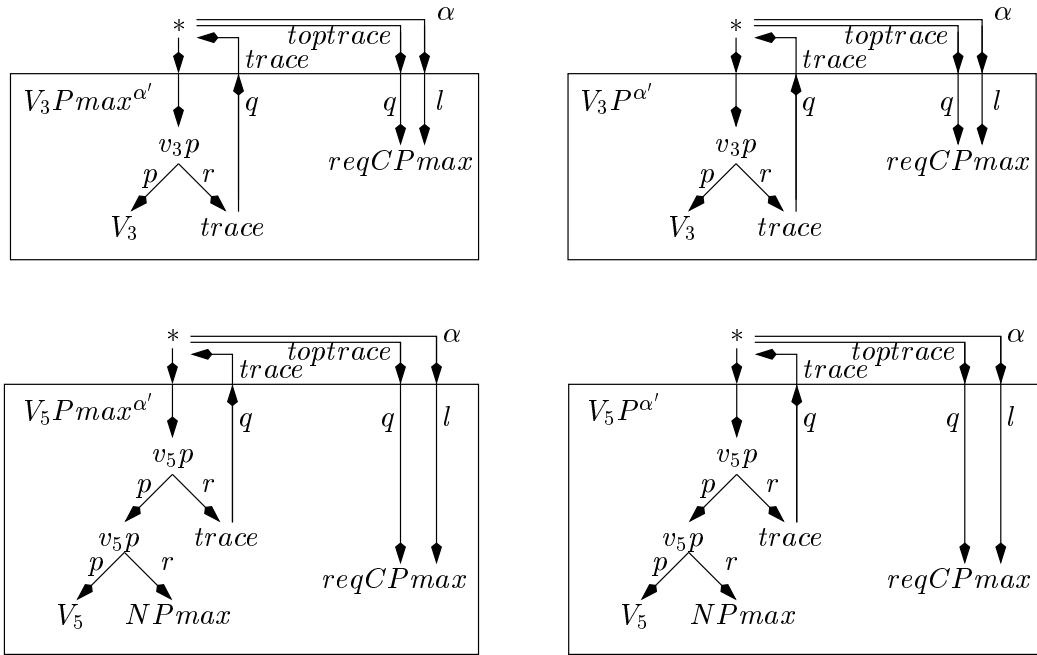 * α * α
toptrace toptrace
trace trace
V₃Pmax^α′ q q l V₃P^α′ q q l
v₃p reqCPmax v₃p reqCPmax
p r p r
V₃ trace V₃ trace
* α * α
toptrace toptrace
trace trace
V₅Pmax^α′ q q l V₅P^α′ q q l
v₅p v₅p
p r p r
v₅p trace v₅p trace
p r reqCPmax p r reqCPmax
V₅ NPmax V₅ NPmax